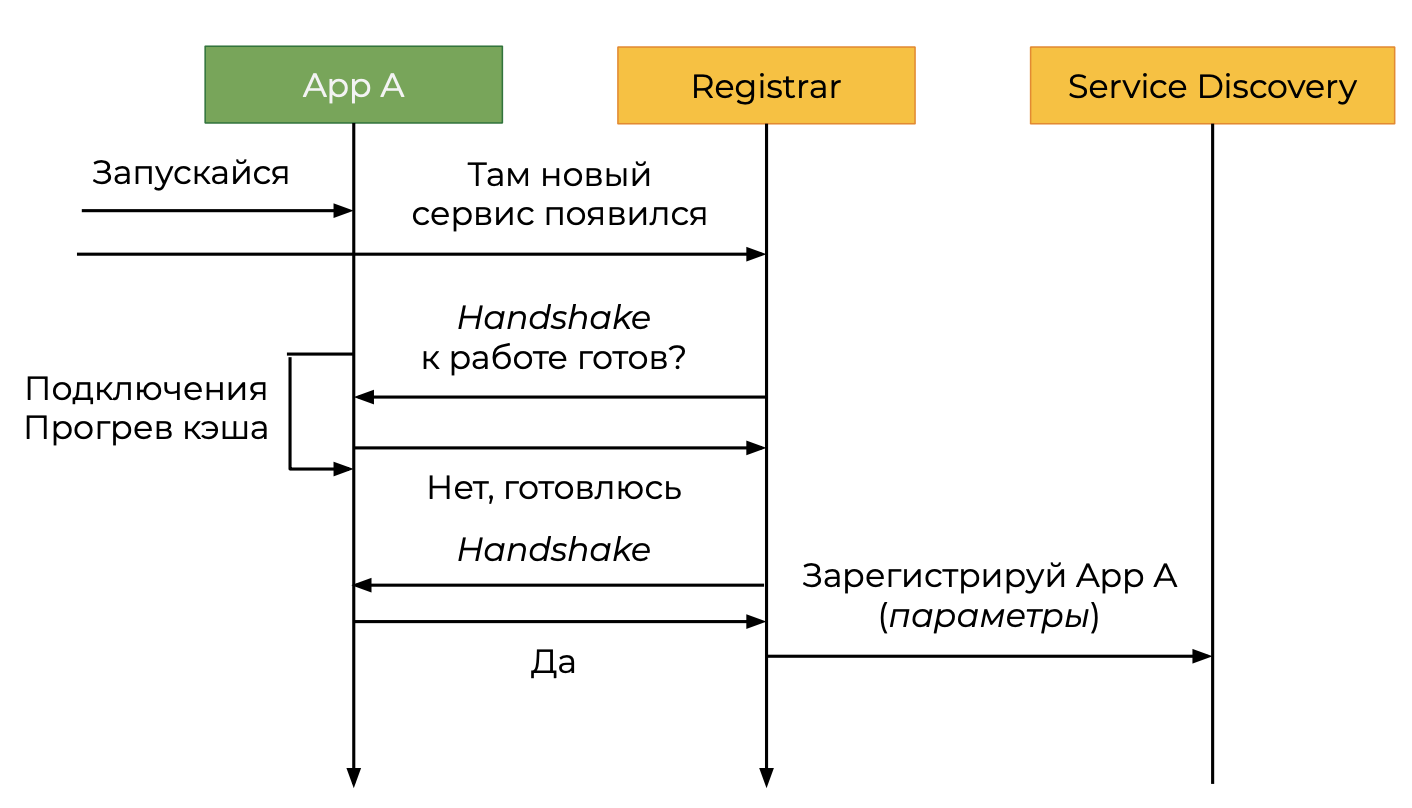 App A
Registrar
Service Discovery
Запускайся
Там новый
сервис появился
Handshake
к работе готов?
Подключения
Прогрев кэша
Нет, готовлюсь
Handshake
Зарегистрируй App A
(параметры)
Да